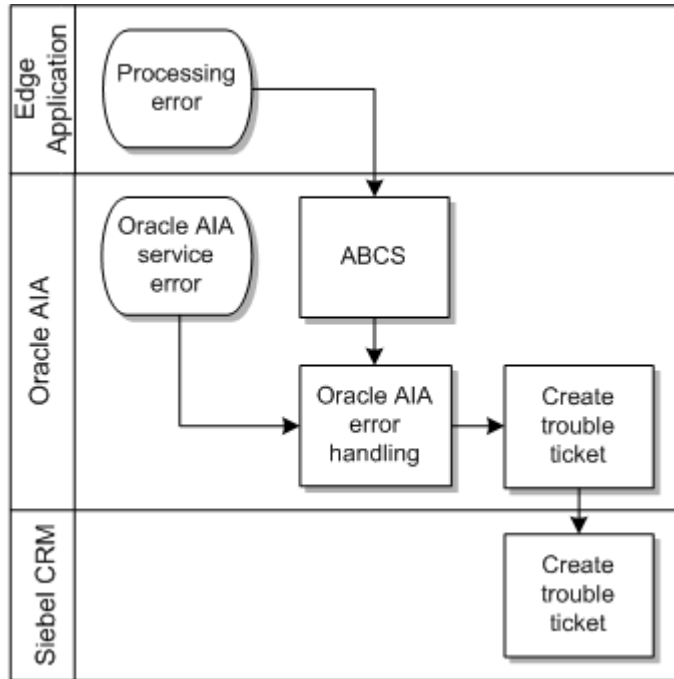 Edge
Application
Processing
error
Oracle AIA
Oracle AIA
service
error
ABCS
Oracle AIA
error
handling
Create
trouble
ticket
Siebel CRM
Create
trouble
ticket